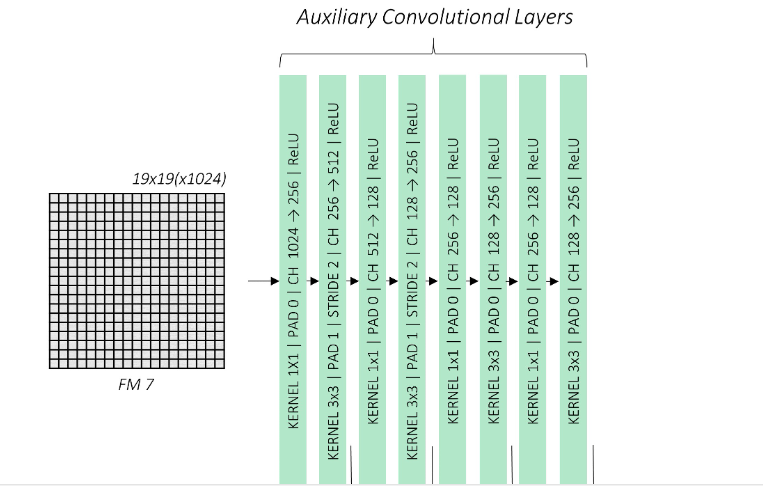 Auxiliary Convolutional Layers
19x19(x1024)
FM 7
KERNEL 1X1 | PAD 0 | CH 1024 → 256 | ReLU
KERNEL 3x3 | PAD 1 | STRIDE 2 | CH 256 → 512 | ReLU
KERNEL 1x1 | PAD 0 | CH 512 → 128 | ReLU
KERNEL 3x3 | PAD 1 | STRIDE 2 | CH 128 → 256 | ReLU
KERNEL 1x1 | PAD 0 | CH 256 → 128 | ReLU
KERNEL 3x3 | PAD 0 | CH 128 → 256 | ReLU
KERNEL 1x1 | PAD 0 | CH 256 → 128 | ReLU
KERNEL 3x3 | PAD 0 | CH 128 → 256 | ReLU